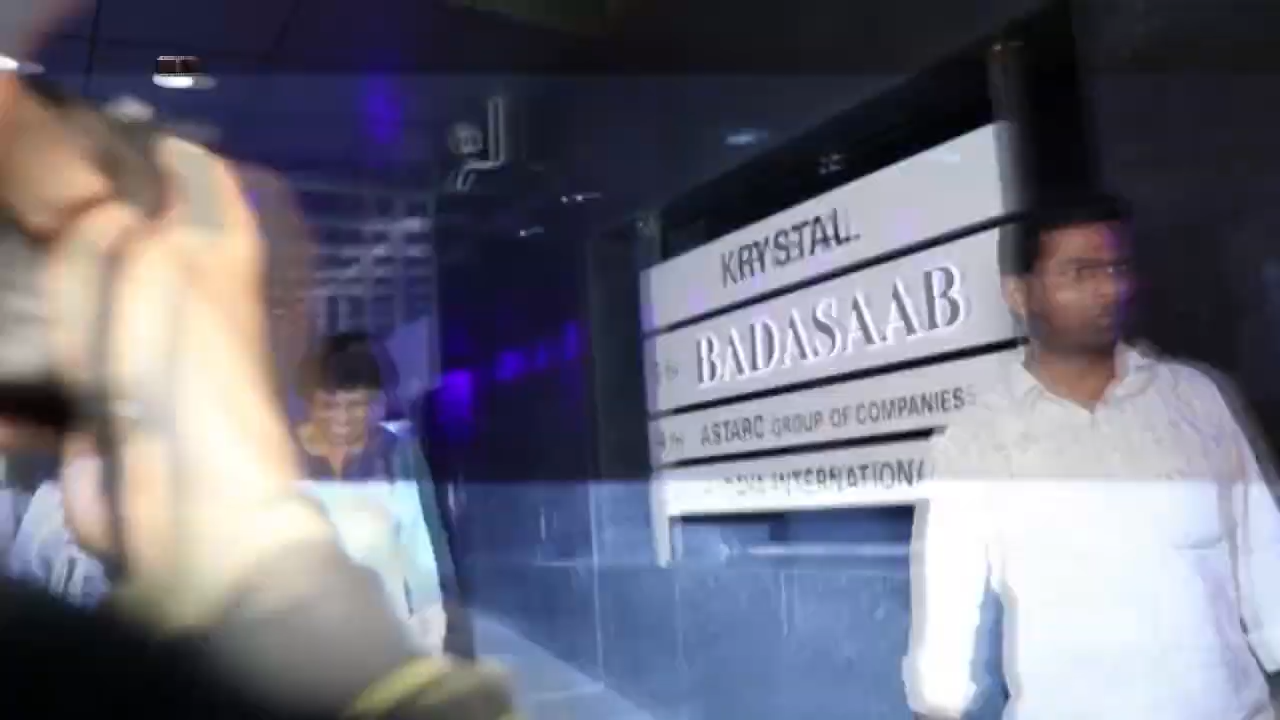 KRYSTAL
BADASAAB
ASTARC GROUP OF COMPANIES
INTERNATIONAL